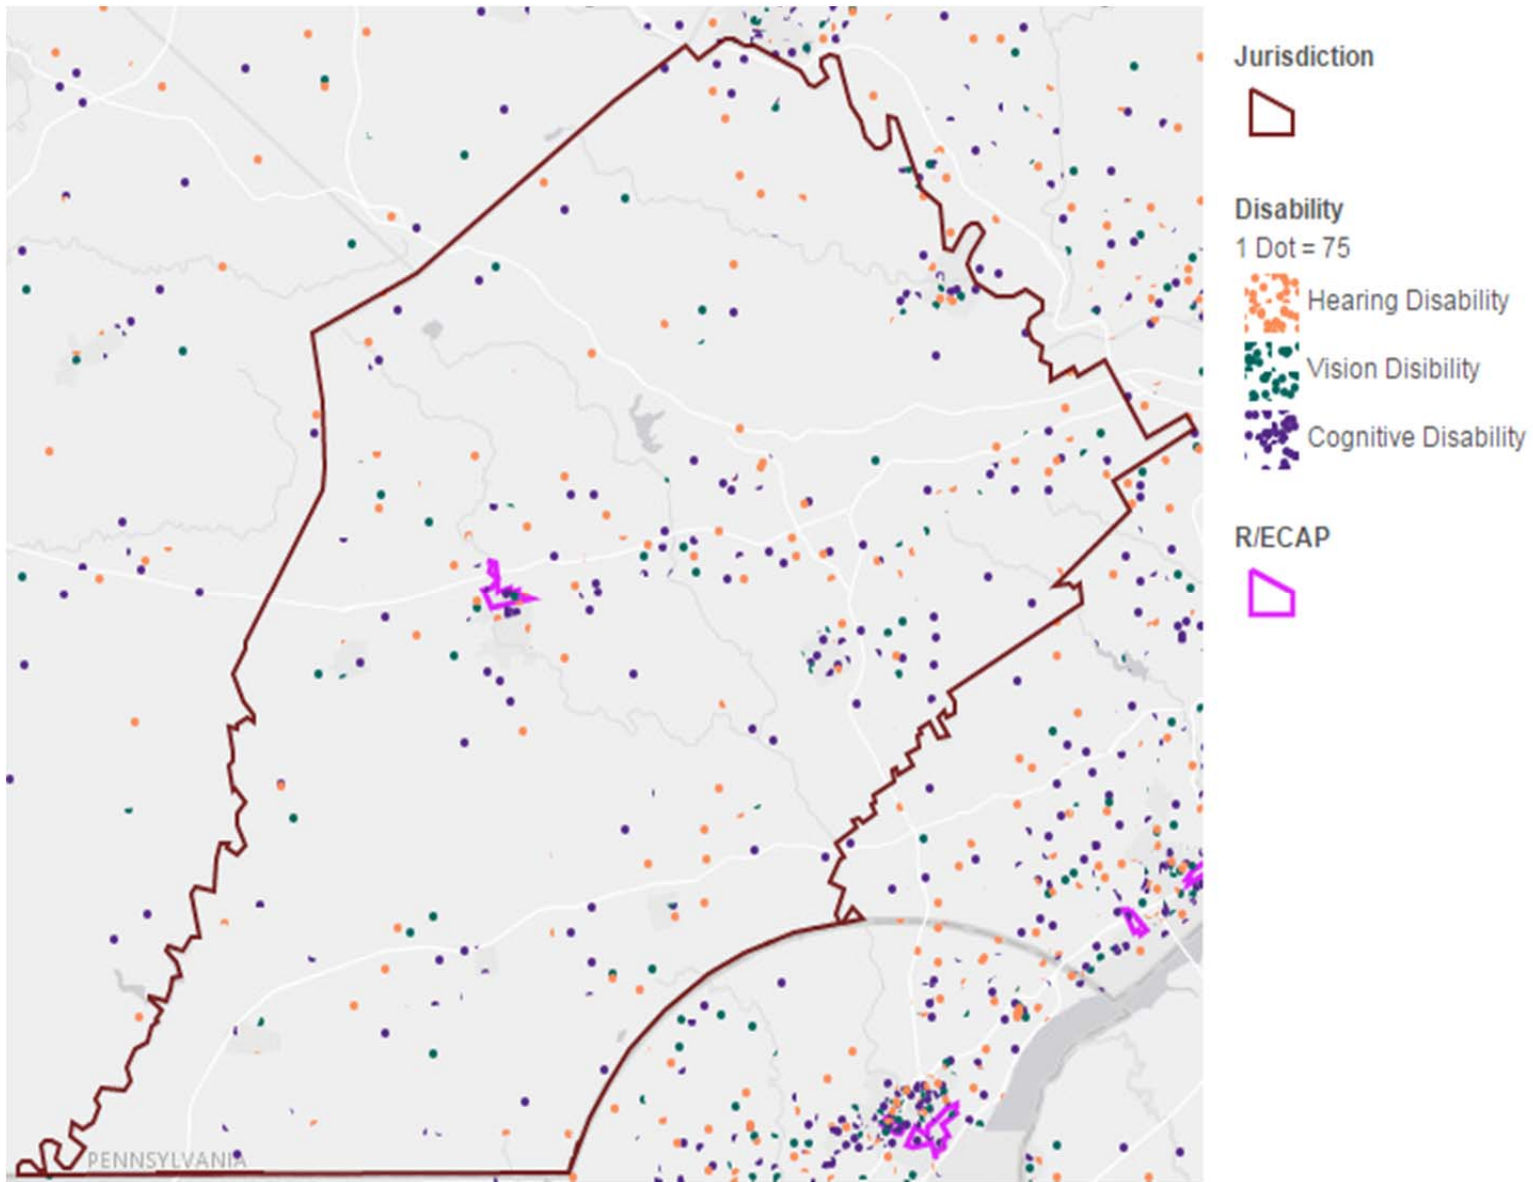 Jurisdiction
Disability
1 Dot = 75
Hearing Disability
Vision Disibility
Cognitive Disability
R/ECAP
PENNSYLVANIA